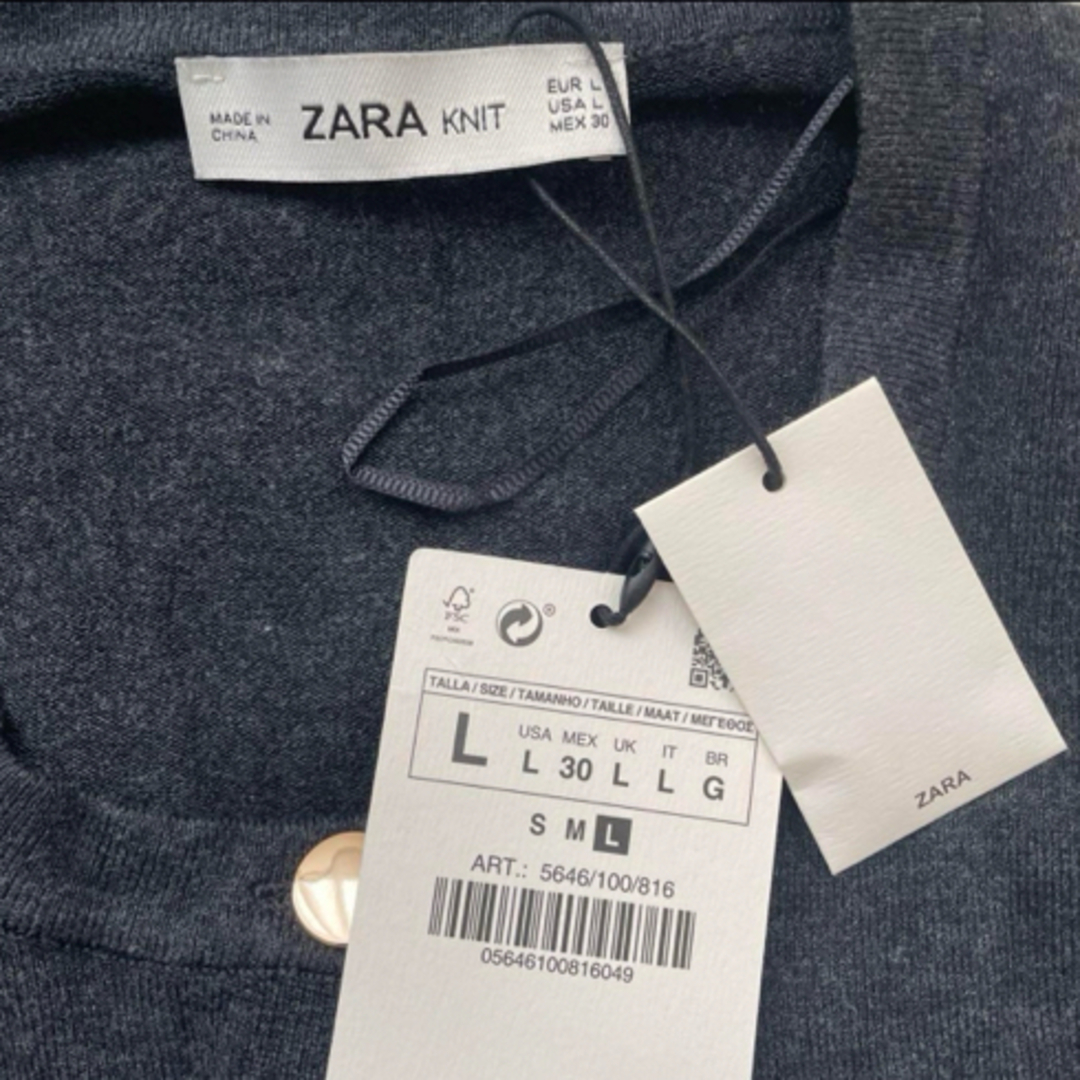 MADE IN
CHINA
ZARA KNIT
EUR L
USA L
MEX 30
FSC
®
TALLA / SIZE / TAMANHO / TAILLE / MAAT / ΜΕΓΕΘΟΣ
L
USA MEX UK IT BR
L 30 L L G
S M L
ART.: 5646/100/816
05646100816049
ZARA